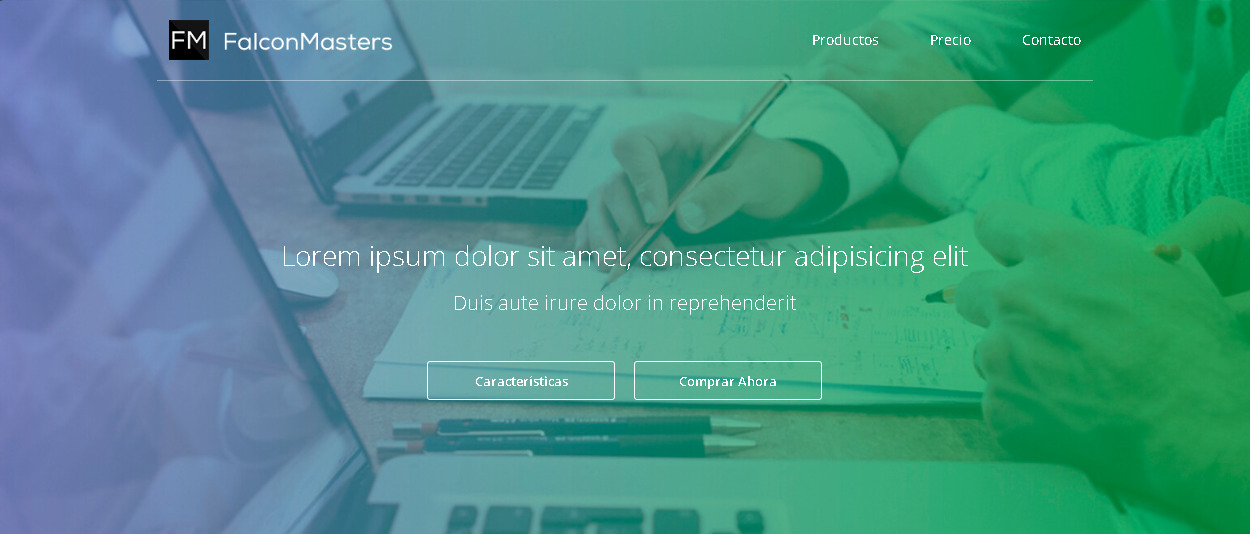 FM FalconMasters
Productos Precio Contacto
Lorem ipsum dolor sit amet, consectetur adipisicing elit
Duis aute irure dolor in reprehenderit
Características Comprar Ahora